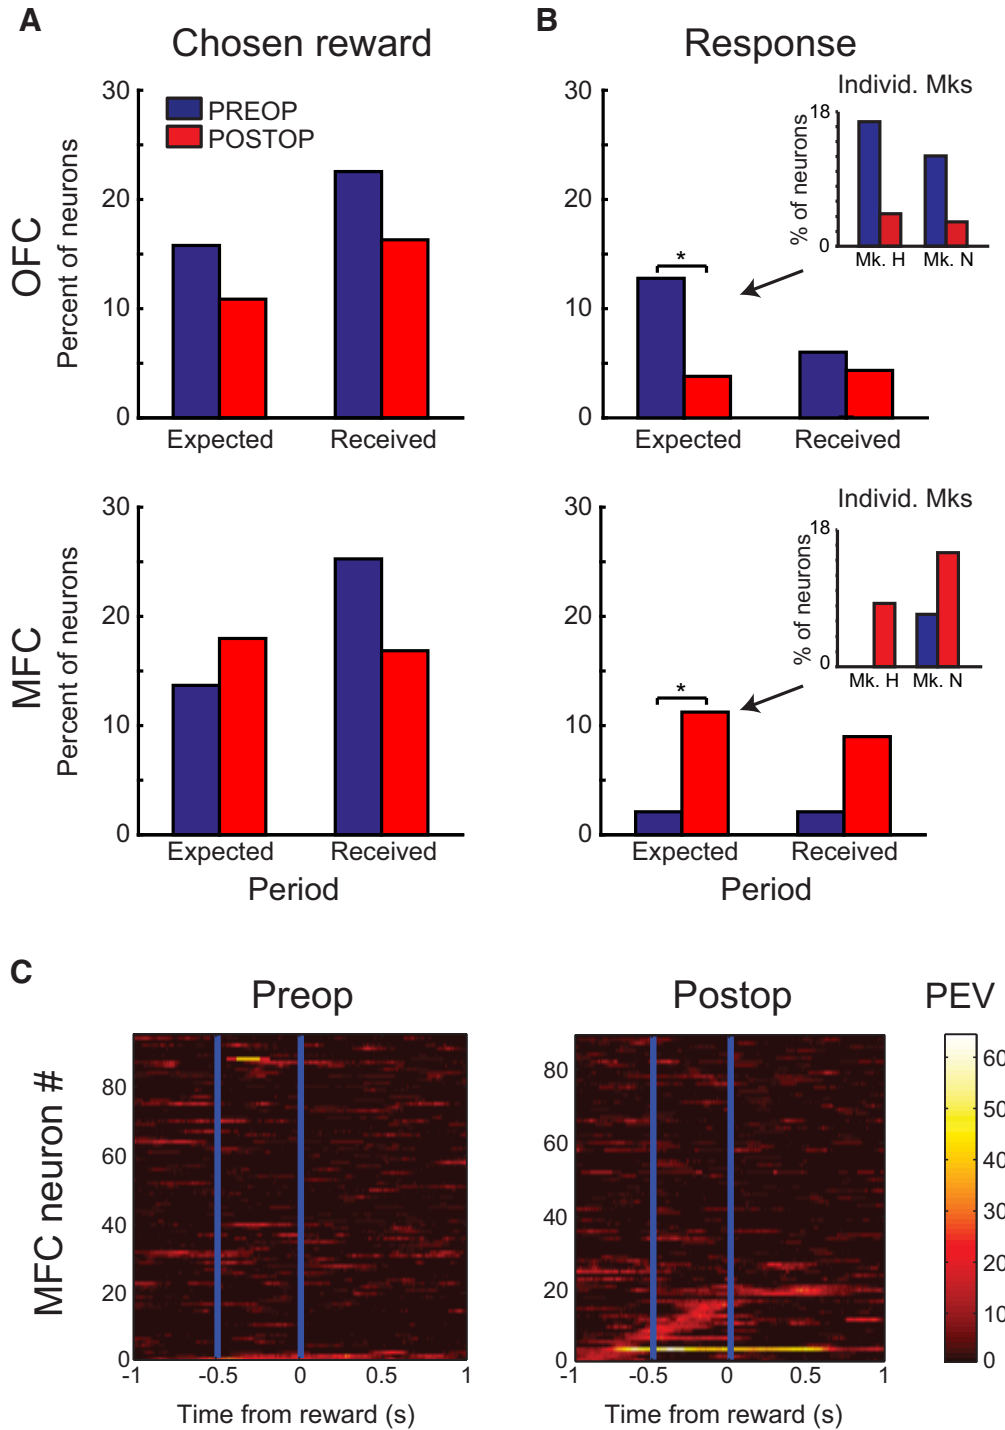 A
Chosen reward
B
Response
OFC
Percent of neurons
30
20
10
0
PREOP
POSTOP
Expected
Received
30
20
10
0
*
Expected
Received
Individ. Mks
% of neurons
18
0
Mk. H
Mk. N
MFC
Percent of neurons
30
20
10
0
Expected
Received
Period
30
20
10
0
*
Expected
Received
Period
Individ. Mks
% of neurons
18
0
Mk. H
Mk. N
C
Preop
Postop
PEV
MFC neuron #
80
60
40
20
0
-1
-0.5
0
0.5
1
Time from reward (s)
80
60
40
20
0
-1
-0.5
0
0.5
1
Time from reward (s)
60
50
40
30
20
10
0